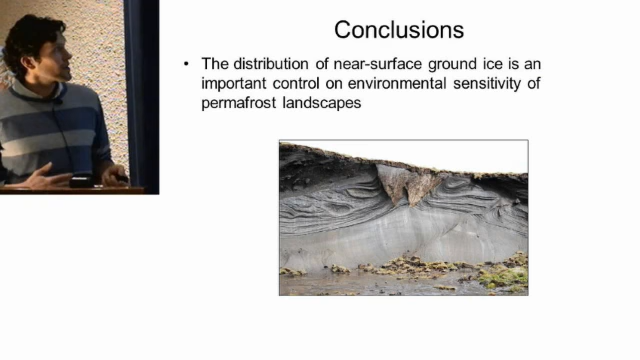 Conclusions
• The distribution of near-surface ground ice is an
important control on environmental sensitivity of
permafrost landscapes